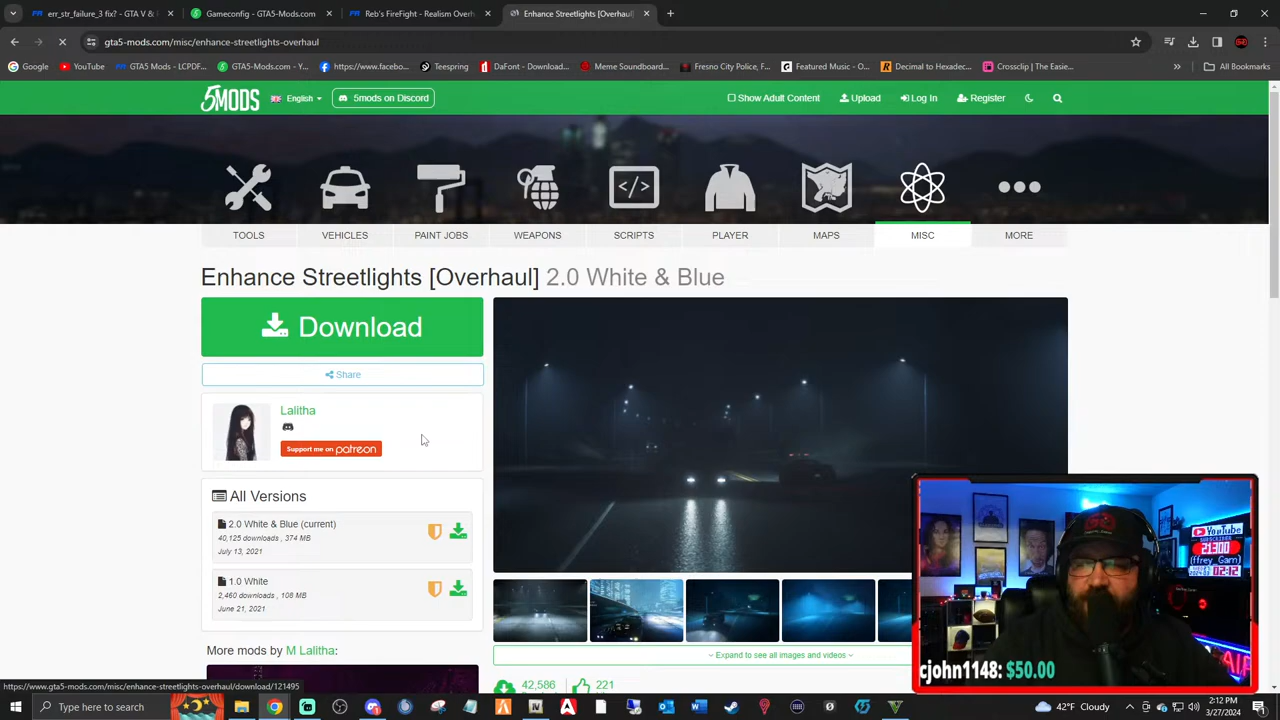 err_str_failure_3 fix? - GTA V &
Gameconfig - GTA5-Mods.com
Reb's FireFight - Realism Overh
Enhance Streetlights [Overhaul]
gta5-mods.com/misc/enhance-streetlights-overhaul
Google
YouTube
GTA5 Mods - LCPDF...
GTA5-Mods.com - Y...
https://www.facebo...
Teespring
DaFont - Downloa...
Meme Soundboard...
Fresno City Police, F...
Featured Music - O...
Decimal to Hexadec...
Crossclip | The Easie...
»
All Bookmarks
5MODS
English
5mods on Discord
Show Adult Content
Upload
Log In
Register
TOOLS
VEHICLES
PAINT JOBS
WEAPONS
SCRIPTS
PLAYER
MAPS
MISC
MORE
Enhance Streetlights [Overhaul] 2.0 White & Blue
Download
Share
Lalitha
Support me on patreon
All Versions
2.0 White & Blue (current)
40,125 downloads , 374 MB
July 13, 2021
1.0 White
2,460 downloads , 108 MB
June 21, 2021
More mods by M Lalitha:
Expand to see all images and videos
42,586
221
YouTube
SUBSCRIBER
21300
cjohn1148: $50.00
https://www.gta5-mods.com/misc/enhance-streetlights-overhaul/download/121495
Type here to search
42°F Cloudy
2:12 PM
3/27/2024